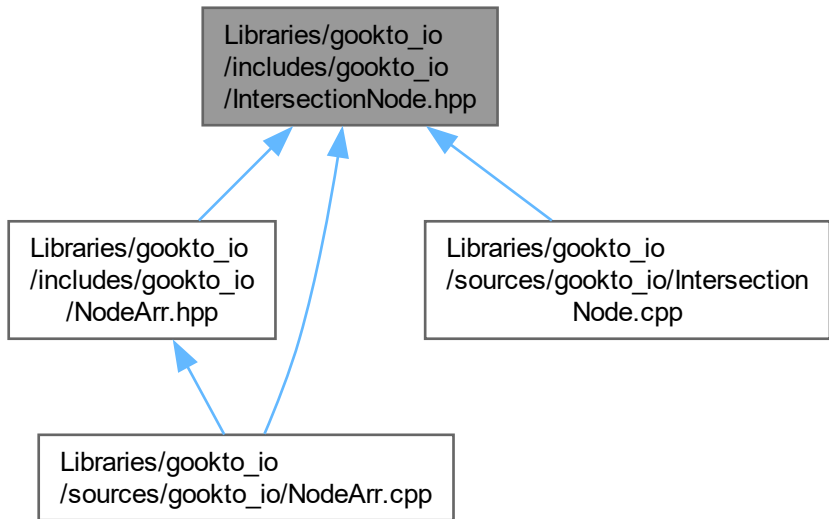 Libraries/gookto_io
/includes/gookto_io
/IntersectionNode.hpp
Libraries/gookto_io
/includes/gookto_io
/NodeArr.hpp
Libraries/gookto_io
/sources/gookto_io/Intersection
Node.cpp
Libraries/gookto_io
/sources/gookto_io/NodeArr.cpp